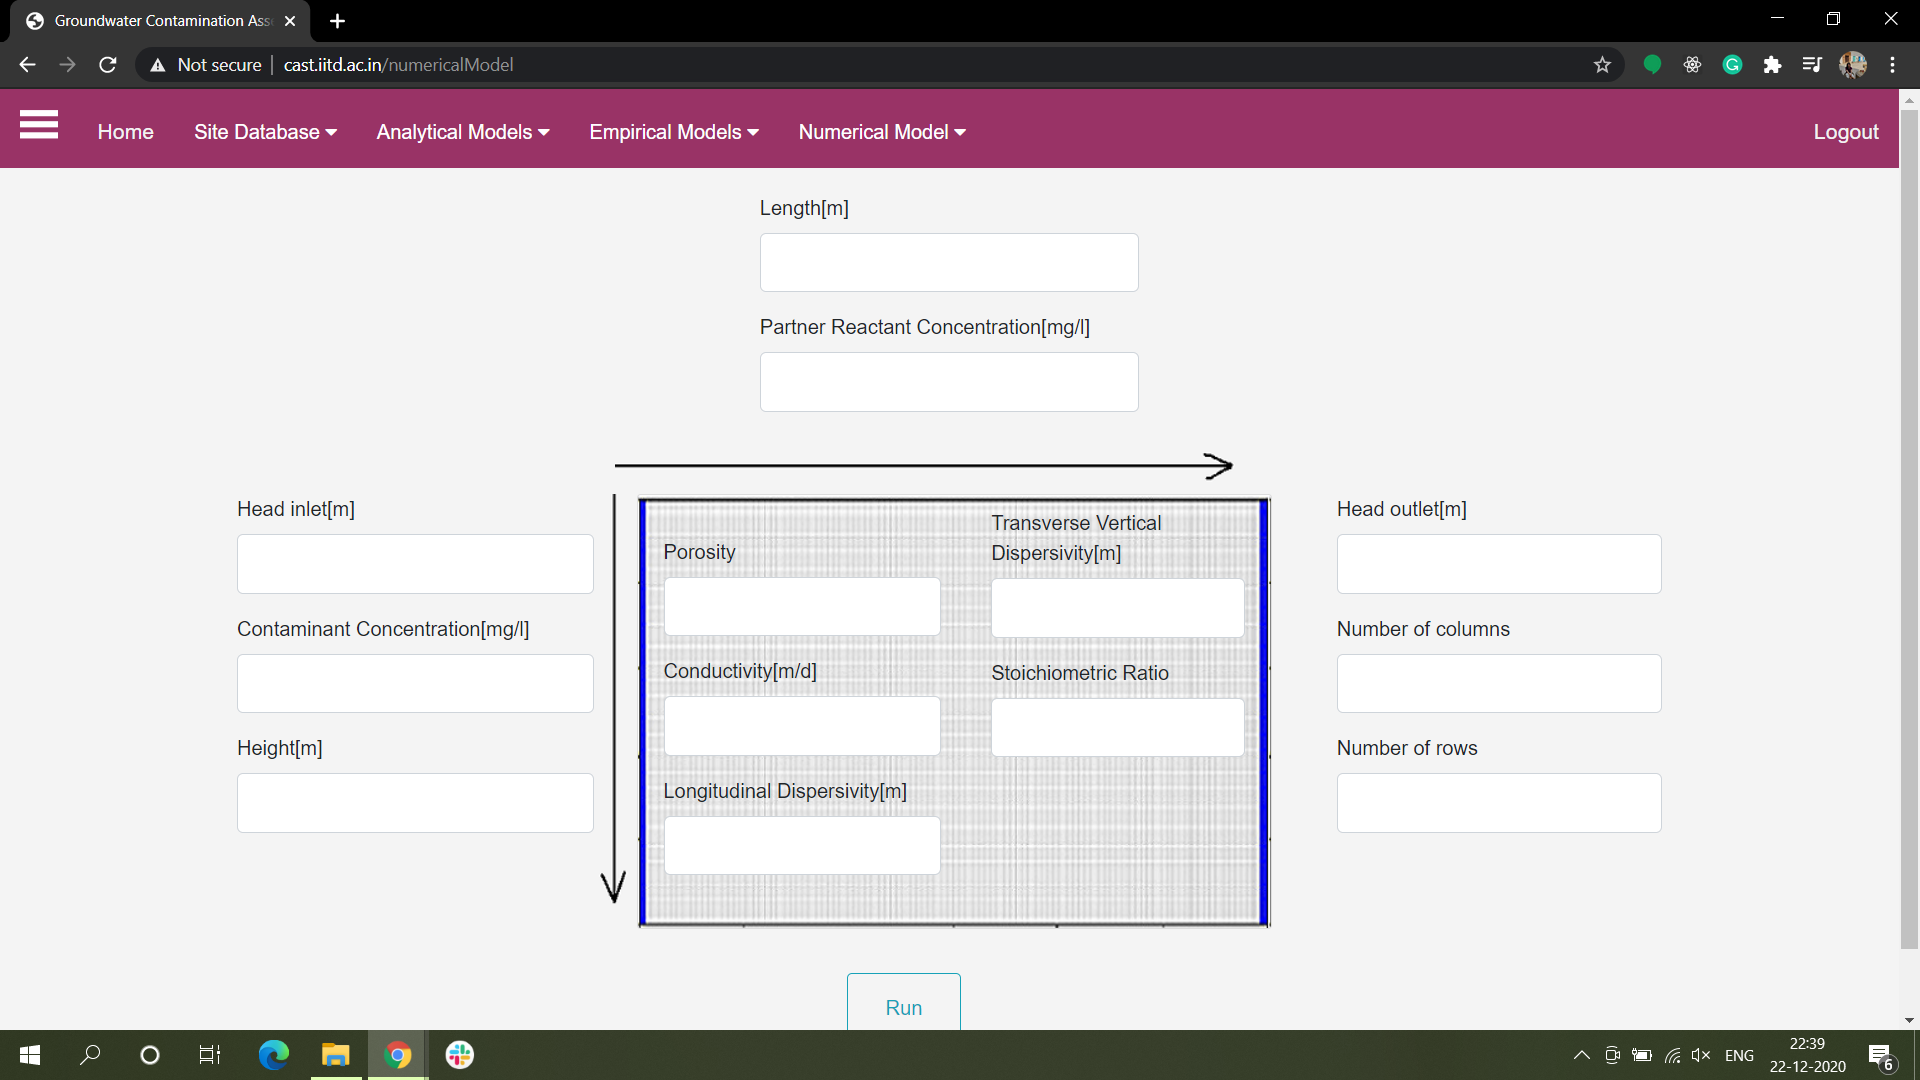 Groundwater Contamination Ass
Not secure | cast.iitd.ac.in/numericalModel
Home Site Database Analytical Models Empirical Models Numerical Model Logout
Length[m]
Partner Reactant Concentration[mg/l]
Head inlet[m]
Contaminant Concentration[mg/l]
Height[m]
Porosity
Conductivity[m/d]
Longitudinal Dispersivity[m]
Transverse Vertical
Dispersivity[m]
Stoichiometric Ratio
Head outlet[m]
Number of columns
Number of rows
Run
ENG
22:39
22-12-2020
6